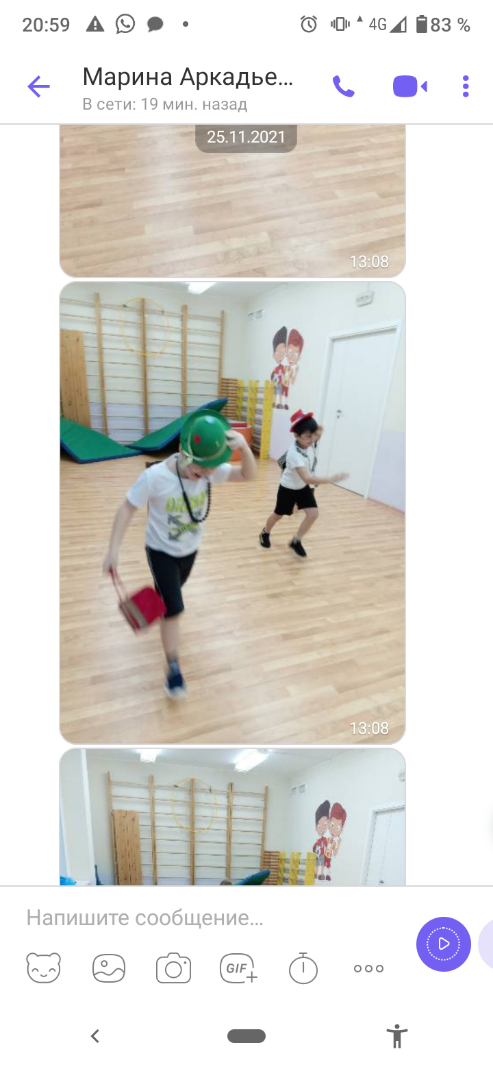 20:59
4G
83 %
Марина Аркадье...
В сети: 19 мин. назад
25.11.2021
13:08
13:08
Напишите сообщение...
GIF